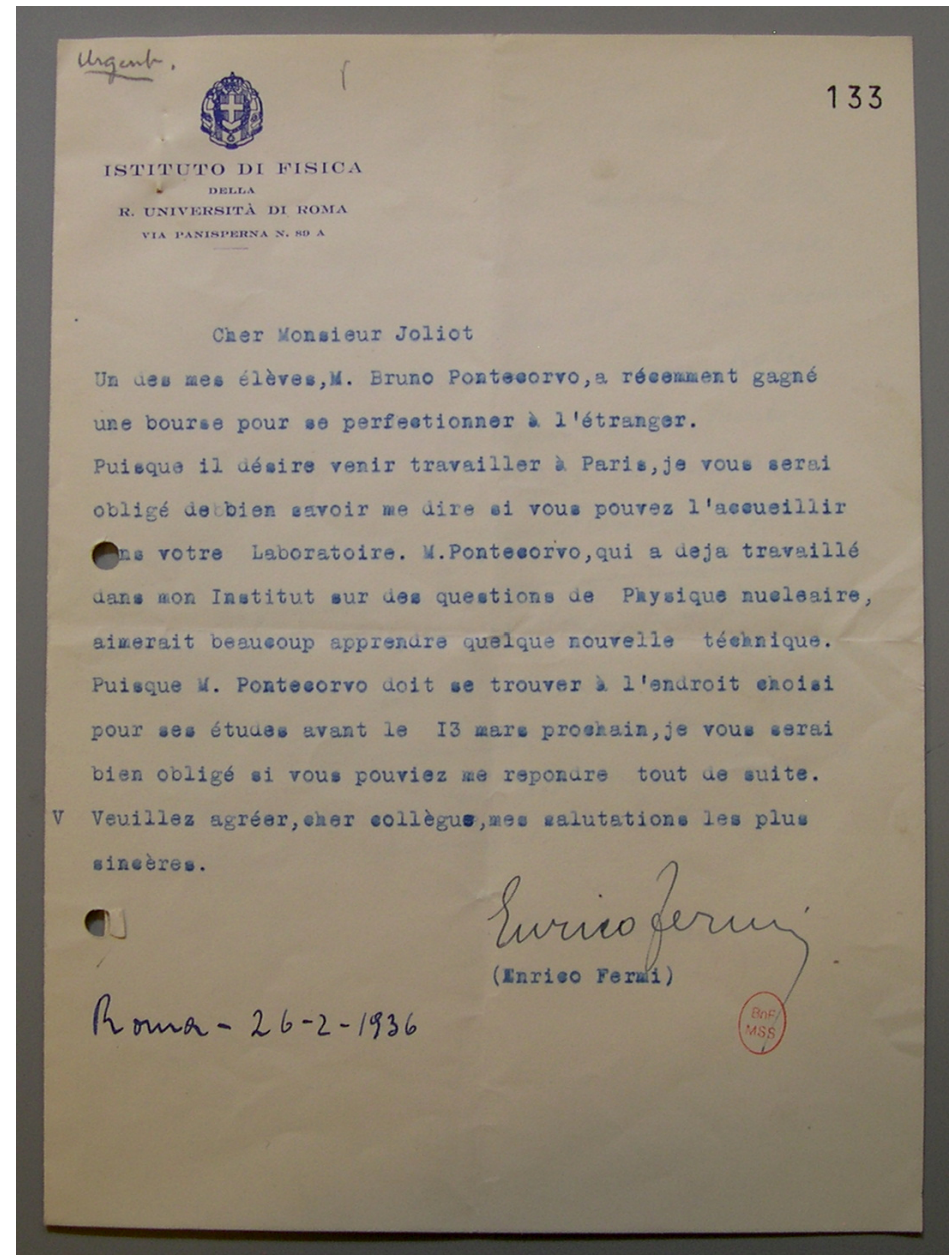 Urgent.
133
ISTITUTO DI FISICA
DELLA
R. UNIVERSITÀ DI ROMA
VIA PANISPERNA N. 89 A
Cher Monsieur Joliot
Un des mes élèves,M. Bruno Pontecorvo,a récemment gagné
une bourse pour se perfectionner à l'étranger.
Puisque il désire venir travailler à Paris,je vous serai
obligé de bien savoir me dire si vous pouvez l'accueillir
ns votre Laboratoire. M.Pontecorvo,qui a deja travaillé
dans mon Institut sur des questions de Physique nucleaire,
aimerait beaucoup apprendre quelque nouvelle téchnique.
Puisque M. Pontecorvo doit se trouver à l'endroit choisi
pour ses études avant le I3 mars prochain,je vous serai
bien obligé si vous pouviez me repondre tout de suite.
V Veuillez agréer,cher collègue,mes salutations les plus
sincères.
Enrico Fermi
(Enrico Fermi)
Roma - 26-2-1936
BnF
MSS